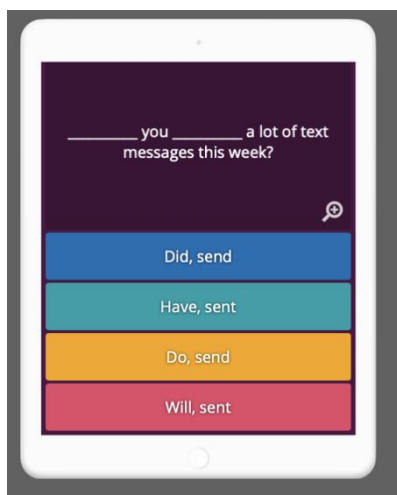 _________ you _________ a lot of text
messages this week?
Did, send
Have, sent
Do, send
Will, sent